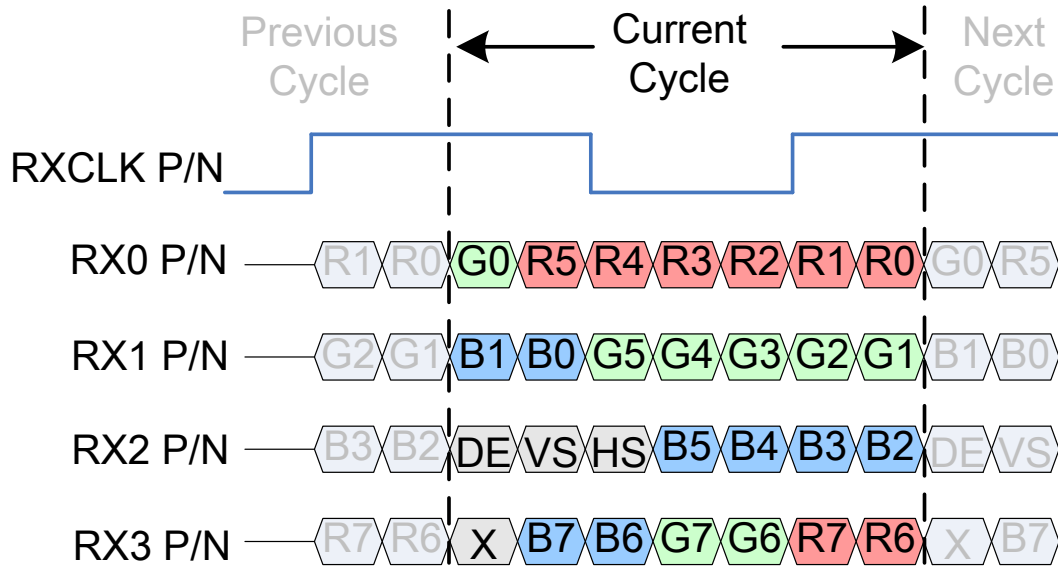 Previous Cycle
Current Cycle
Next Cycle
RXCLK P/N
RX0 P/N R1 R0 G0 R5 R4 R3 R2 R1 R0 G0 R5
RX1 P/N G2 G1 B1 B0 G5 G4 G3 G2 G1 B1 B0
RX2 P/N B3 B2 DE VS HS B5 B4 B3 B2 DE VS
RX3 P/N R7 R6 X B7 B6 G7 G6 R7 R6 X B7